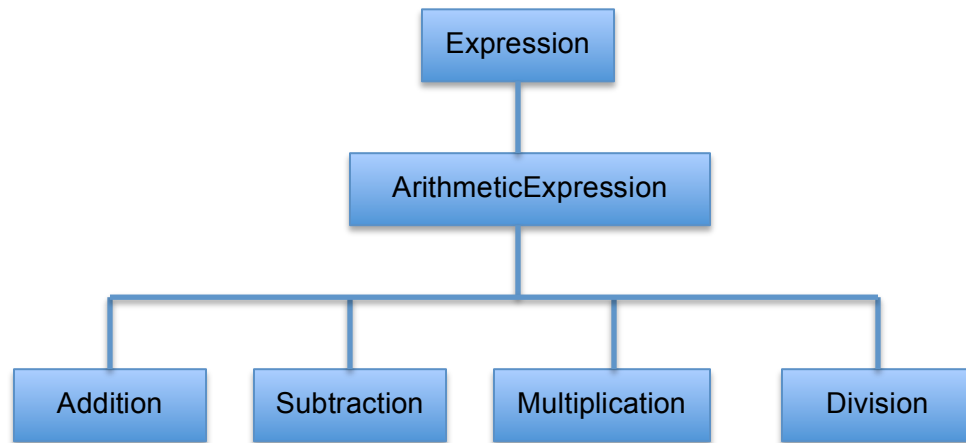 Expression
ArithmeticExpression
Addition
Subtraction
Multiplication
Division